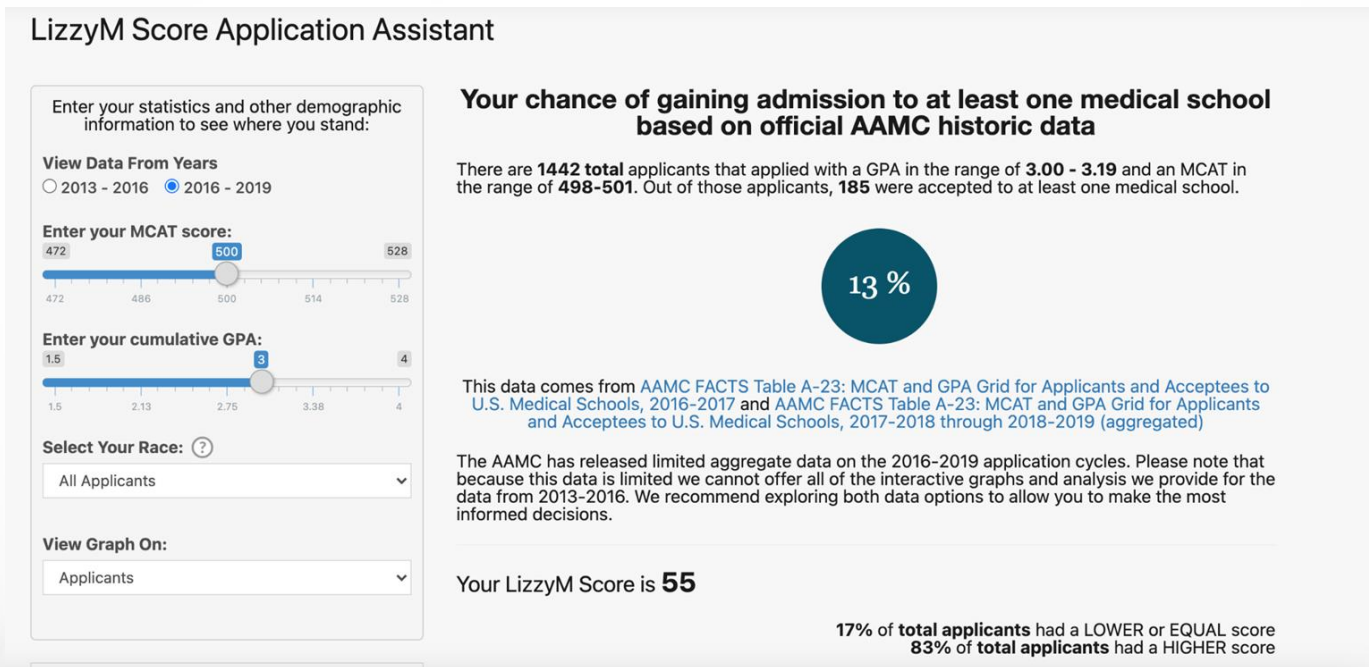 LizzyM Score Application Assistant
Enter your statistics and other demographic
information to see where you stand:
View Data From Years
2013 - 2016 2016 - 2019
Enter your MCAT score:
472 500 528
472 486 500 514 528
Enter your cumulative GPA:
1.5 3 4
1.5 2.13 2.75 3.38 4
Select Your Race: ?
All Applicants
View Graph On:
Applicants
Your chance of gaining admission to at least one medical school
based on official AAMC historic data
There are 1442 total applicants that applied with a GPA in the range of 3.00 - 3.19 and an MCAT in
the range of 498-501. Out of those applicants, 185 were accepted to at least one medical school.
13 %
This data comes from AAMC FACTS Table A-23: MCAT and GPA Grid for Applicants and Acceptees to
U.S. Medical Schools, 2016-2017 and AAMC FACTS Table A-23: MCAT and GPA Grid for Applicants
and Acceptees to U.S. Medical Schools, 2017-2018 through 2018-2019 (aggregated)
The AAMC has released limited aggregate data on the 2016-2019 application cycles. Please note that
because this data is limited we cannot offer all of the interactive graphs and analysis we provide for the
data from 2013-2016. We recommend exploring both data options to allow you to make the most
informed decisions.
Your LizzyM Score is 55
17% of total applicants had a LOWER or EQUAL score
83% of total applicants had a HIGHER score